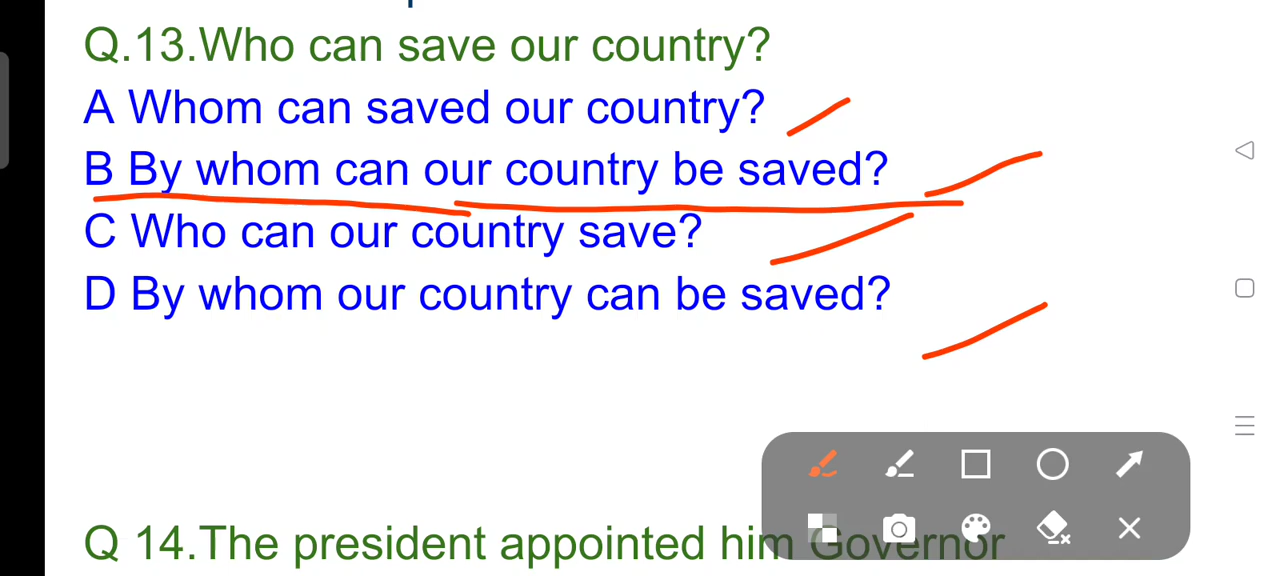 Q.13.Who can save our country?
A Whom can saved our country?
B By whom can our country be saved?
C Who can our country save?
D By whom our country can be saved?
Q 14.The president appointed him Governor